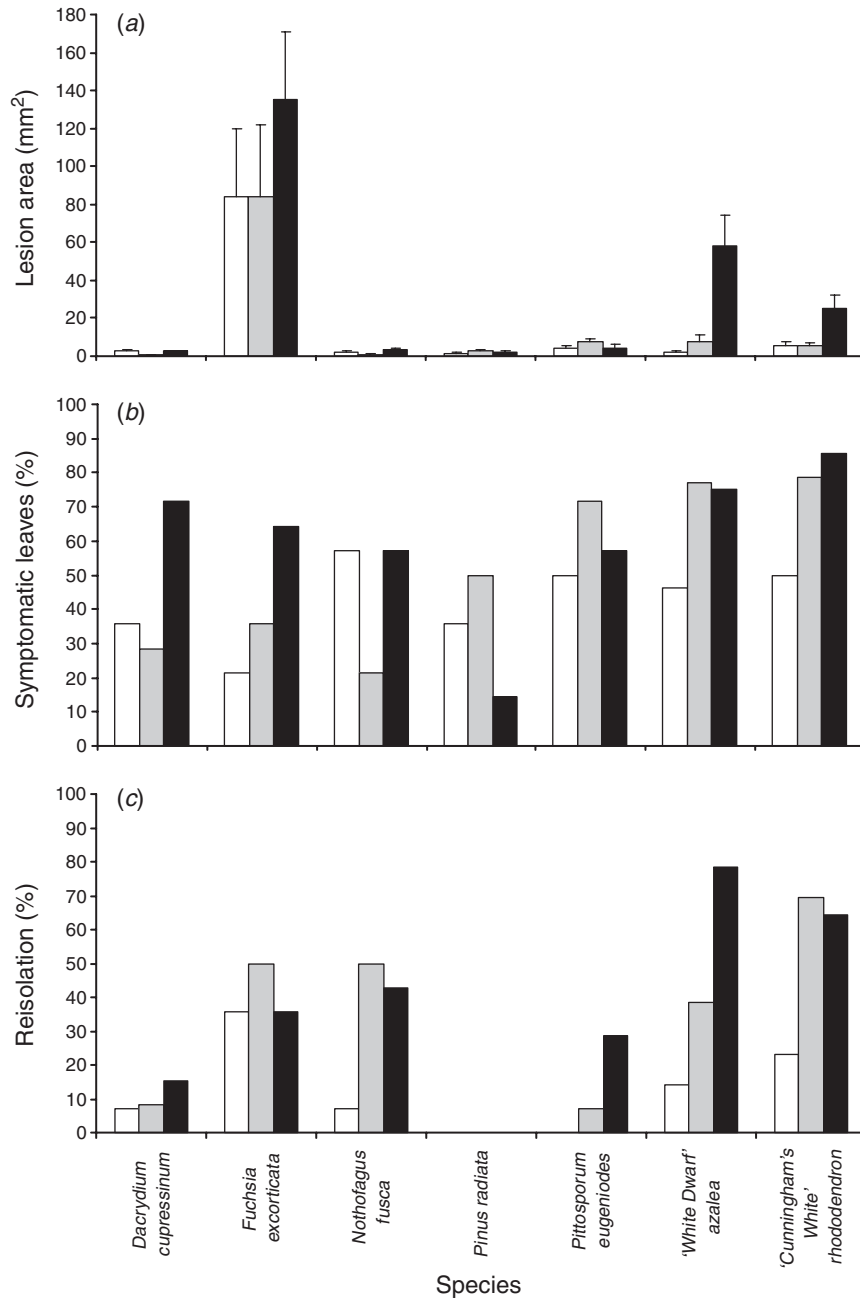 (a)
180
160
140
120
100
80
60
40
20
0
Lesion area (mm²)
(b)
100
90
80
70
60
50
40
30
20
10
0
Symptomatic leaves (%)
(c)
100
90
80
70
60
50
40
30
20
10
0
Reisolation (%)
Dacrydium
cupressinum
Fuchsia
excorticata
Nothofagus
fusca
Pinus radiata
Pittosporum
eugeniodes
'White Dwarf'
azalea
'Cunningham's
White'
rhododendron
Species